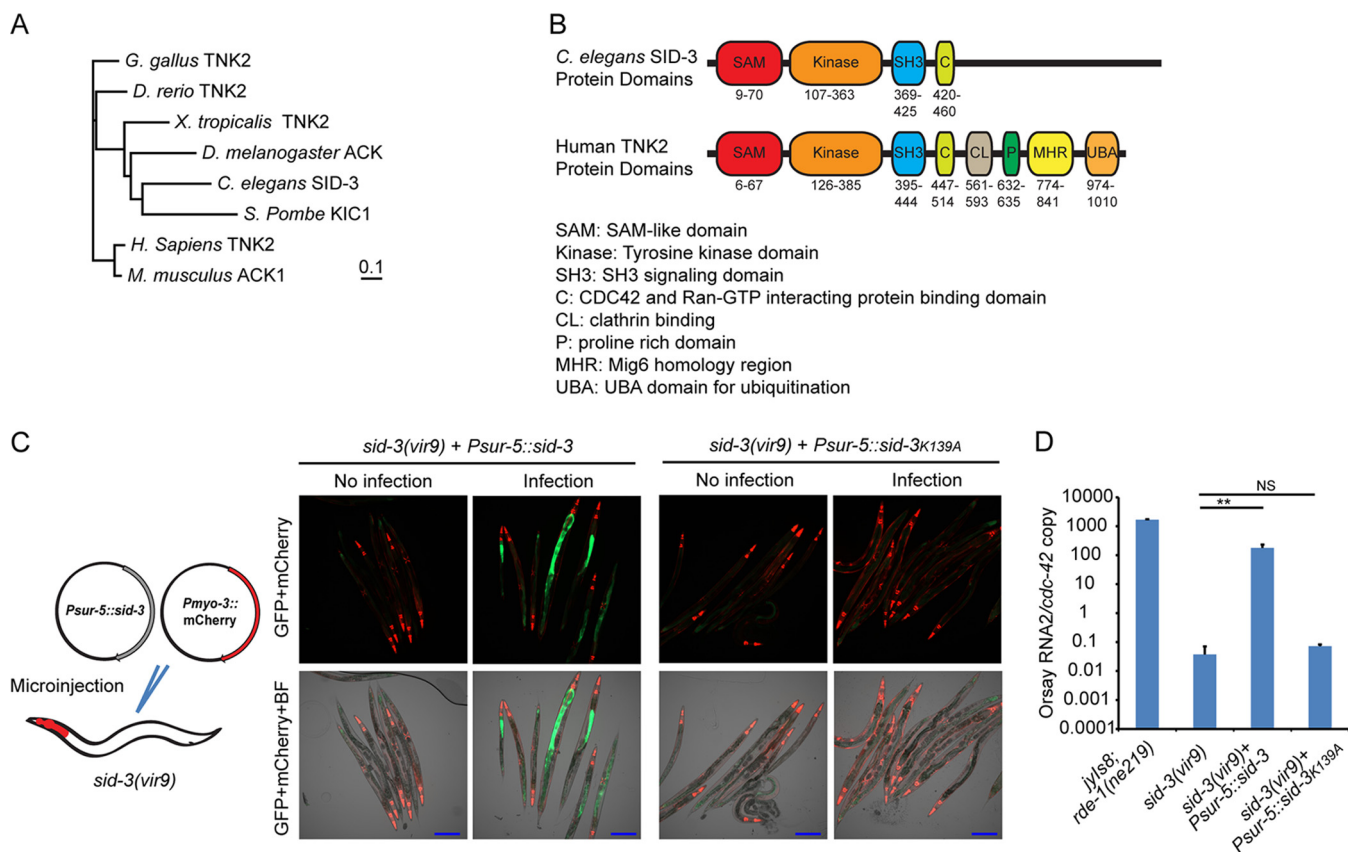 A
G. gallus TNK2
D. rerio TNK2
X. tropicalis TNK2
D. melanogaster ACK
C. elegans SID-3
S. Pombe KIC1
H. Sapiens TNK2
M. musculus ACK1
0.1
B
C. elegans SID-3
Protein Domains
SAM
Kinase
SH3
C
9-70
107-363
369-
425
420-
460
Human TNK2
Protein Domains
SAM
Kinase
SH3
C
CL
P
MHR
UBA
6-67
126-385
395-
444
447-
514
561-
593
632-
635
774-
841
974-
1010
SAM: SAM-like domain
Kinase: Tyrosine kinase domain
SH3: SH3 signaling domain
C: CDC42 and Ran-GTP interacting protein binding domain
CL: clathrin binding
P: proline rich domain
MHR: Mig6 homology region
UBA: UBA domain for ubiquitination
C
Psur-5::sid-3
Pmyo-3::
mCherry
Microinjection
sid-3(vir9)
sid-3(vir9) + Psur-5::sid-3
sid-3(vir9) + Psur-5::sid-3K139A
No infection
Infection
No infection
Infection
GFP+mCherry
GFP+mCherry+BF
D
Orsay RNA2/cdc-42 copy
10000
1000
100
10
1
0.1
0.01
0.001
0.0001
NS
**
jyIs8;
rde-1(ne219)
sid-3(vir9)
sid-3(vir9)+
Psur-5::sid-3
sid-3(vir9)+
Psur-5::sid-3K139A